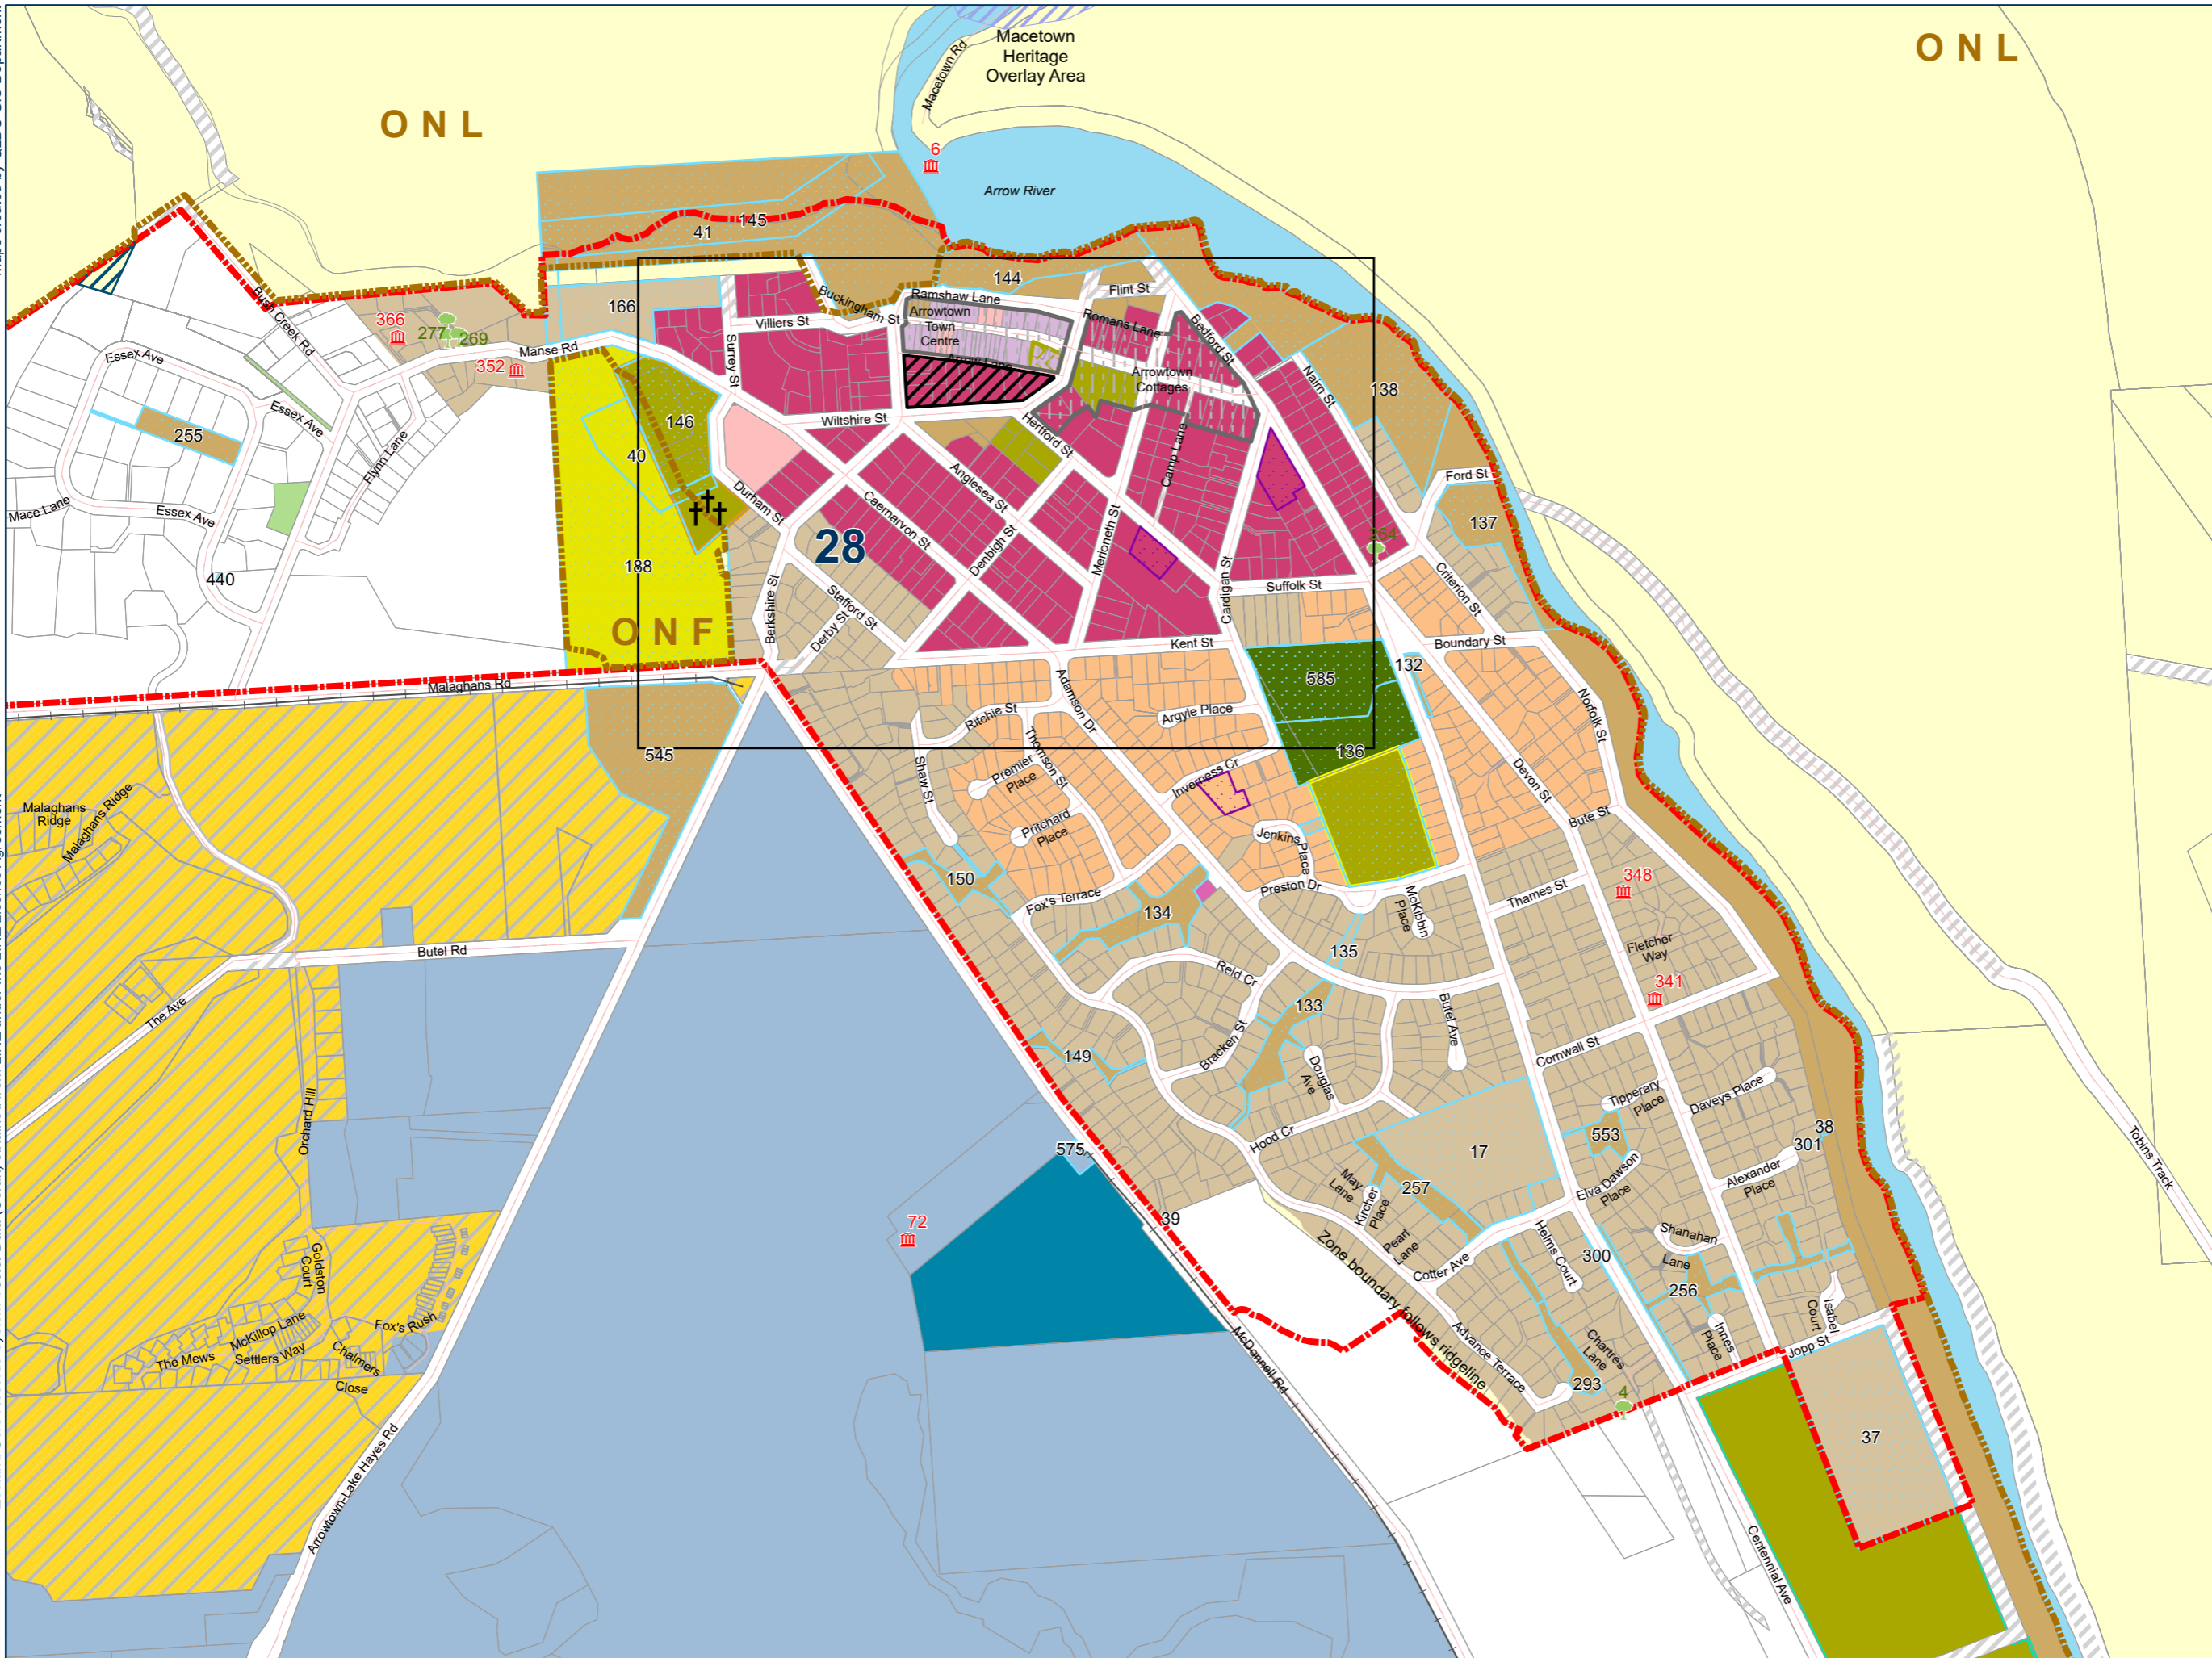 Macetown
Heritage
Overlay Area
Macetown Rd
O N L
O N L
6
Arrow River
145
41
144
166
366
277
269
352
Bush Creek Rd
Manse Rd
Essex Ave
Essex Ave
Essex Ave
255
Flynn Lane
Mace Lane
440
Buckingham St
Ramshaw Lane
Arrowtown
Town
Centre
Arrow Lane
Flint St
Romans Lane
Bedford St
Arrowtown
Cottages
Villiers St
Surrey St
Wiltshire St
Hertford St
Nairn St
138
146
40
188
O N F
28
Durham St
Caernarvon St
Anglesea St
Denbigh St
Merioneth St
Camp Lane
Cardigan St
Ford St
137
264
Suffolk St
Criterion St
Berkshire St
Stafford St
Derby St
Kent St
Boundary St
132
585
136
Malaghans Rd
545
Adamson Dr
Ritchie St
Argyle Place
Thomson St
Shaw St
Premier
Place
Pritchard
Place
Inverness Cr
Jenkins
Place
Norfolk St
Devon St
Bute St
Malaghans
Ridge
Malaghans Ridge
150
Fox's Terrace
134
Preston Dr
McKibbin
Place
Thames St
348
Fletcher
Way
341
Butel Rd
The Ave
135
Reid Cr
133
Bracken St
Butel Ave
Cornwall St
Douglas
Ave
149
Orchard Hill
Tipperary
Place
Daveys Place
38
301
553
575
Hood Cr
17
May
Lane
Kircher
Place
257
Elva Dawson
Place
Alexander
Place
Tobins Track
72
39
Pearl
Lane
Cotter Ave
Helms Court
300
Shanahan
Lane
256
Innes
Place
Isabel
Court
Goldston
Court
McKillop Lane
Fox's Rush
The Mews
Settlers Way
Chalmers
Close
Zone boundary follows ridgeline
Advance Terrace
Chartres
Lane
Jopp St
McDonnell Rd
293
4
37
Arrowtown-Lake Hayes Rd
Centennial Ave